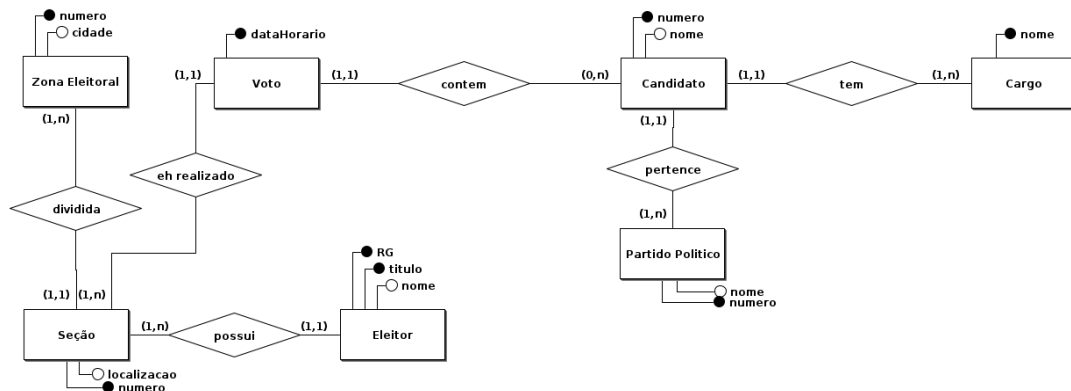 numero
cidade
Zona Eleitoral
(1,n)
dividida
(1,1)
(1,n)
Seção
localizacao
numero
(1,n)
possui
(1,1)
RG
titulo
nome
Eleitor
eh realizado
(1,1)
dataHorario
Voto
(1,1)
contem
(0,n)
numero
nome
Candidato
(1,1)
tem
(1,n)
nome
Cargo
(1,1)
pertence
(1,n)
Partido Politico
nome
numero